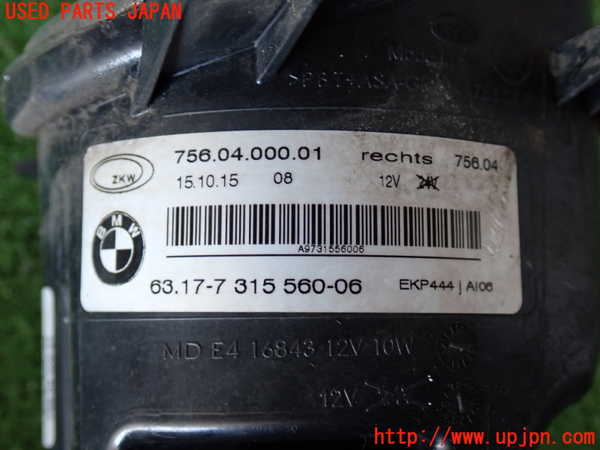 USED PARTS JAPAN
756.04.000.01 rechts 756.04
ZKW 15.10.15 08 12V 24V
BMW
A9731556006
63.17-7 315 560-06 EKP444 | AI06
MD E4 16843 12V 10W
12V
http://www.upjpn.com